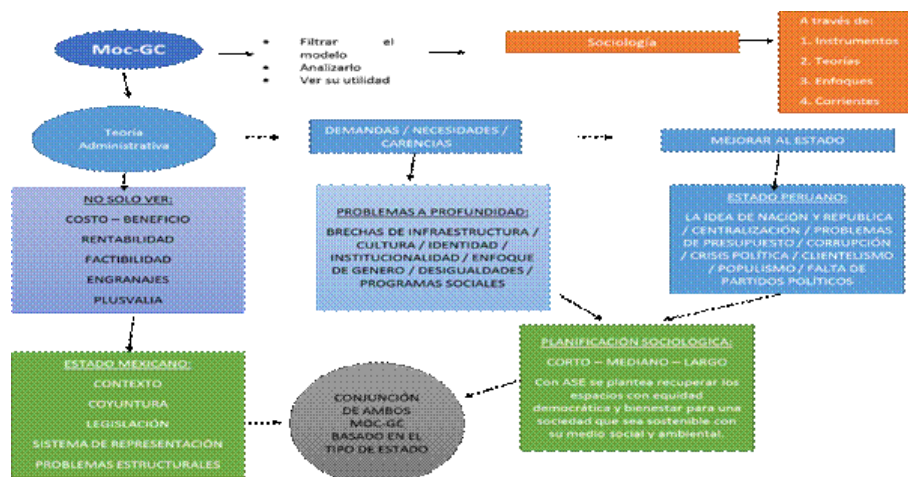 Moc-GC
• Filtrar el
modelo
• Analizarlo
• Ver su utilidad
Sociología
A través de:
1. Instrumentos
2. Teorías
3. Enfoques
4. Corrientes
Teoría
Administrativa
DEMANDAS / NECESIDADES /
CARENCIAS
MEJORAR AL ESTADO
NO SOLO VER:
COSTO – BENEFICIO
RENTABILIDAD
FACTIBILIDAD
ENGRANAJES
PLUSVALIA
PROBLEMAS A PROFUNDIDAD:
BRECHAS DE INFRAESTRUCTURA /
CULTURA / IDENTIDAD /
INSTITUCIONALIDAD / ENFOQUE
DE GENERO / DESIGUALDADES /
PROGRAMAS SOCIALES
ESTADO PERUANO:
LA IDEA DE NACIÓN Y REPUBLICA
/ CENTRALIZACIÓN / PROBLEMAS
DE PRESUPUESTO / CORRUPCIÓN
/ CRISIS POLÍTICA / CLIENTELISMO
/ POPULISMO / FALTA DE
PARTIDOS POLÍTICOS
ESTADO MEXICANO:
CONTEXTO
COYUNTURA
LEGISLACIÓN
SISTEMA DE REPRESENTACIÓN
PROBLEMAS ESTRUCTURALES
CONJUNCIÓN
DE AMBOS
MOC-GC
BASADO EN EL
TIPO DE ESTADO
PLANIFICACIÓN SOCIOLOGICA:
CORTO – MEDIANO – LARGO
Con ASE se plantea recuperar los
espacios con equidad
democrática y bienestar para una
sociedad que sea sostenible con
su medio social y ambiental.